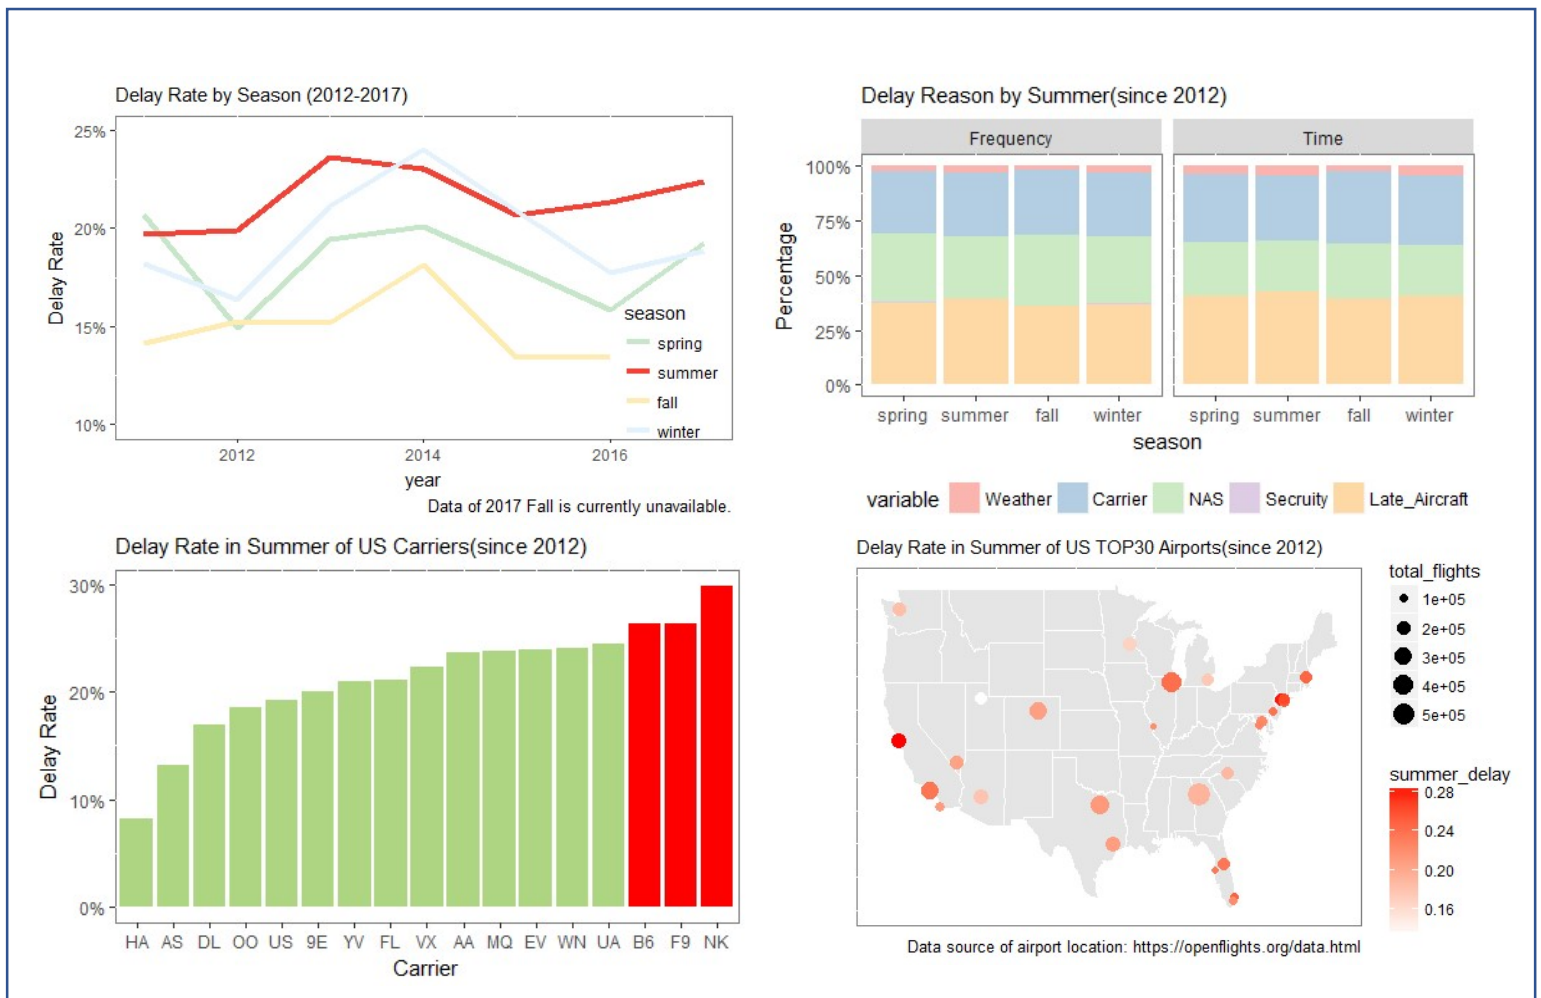 Delay Rate by Season (2012-2017)
25%
20%
15%
10%
Delay Rate
season
spring
summer
fall
winter
2012 2014 2016
year
Data of 2017 Fall is currently unavailable.
Delay Reason by Summer(since 2012)
Frequency Time
100%
75%
50%
25%
0%
Percentage
spring summer fall winter spring summer fall winter
season
variable Weather Carrier NAS Secruity Late_Aircraft
Delay Rate in Summer of US Carriers(since 2012)
30%
20%
10%
0%
Delay Rate
HA AS DL OO US 9E YV FL VX AA MQ EV WN UA B6 F9 NK
Carrier
Delay Rate in Summer of US TOP30 Airports(since 2012)
total_flights
1e+05
2e+05
3e+05
4e+05
5e+05
summer_delay
0.28
0.24
0.20
0.16
Data source of airport location: https://openflights.org/data.html